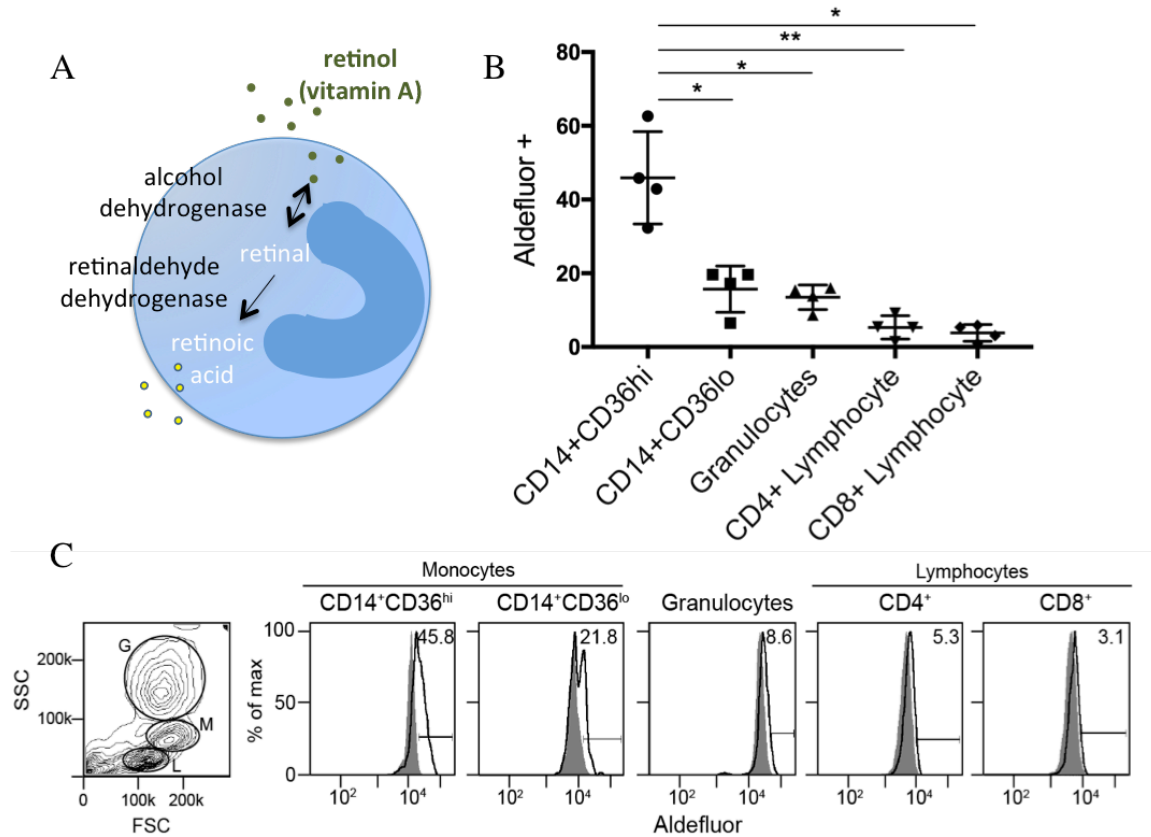 A
retinol
(vitamin A)
alcohol
dehydrogenase
retinal
retinaldehyde
dehydrogenase
retinoic
acid
B
*
**
*
*
80
60
40
20
0
Aldefluor +
CD14+CD36hi
CD14+CD36lo
Granulocytes
CD4+ Lymphocyte
CD8+ Lymphocyte
C
Monocytes
Lymphocytes
CD14⁺CD36ʰⁱ
CD14⁺CD36ˡᵒ
Granulocytes
CD4⁺
CD8⁺
SSC
200k
100k
G
M
L
0 100k 200k
FSC
% of max
100
50
0
45.8
21.8
8.6
5.3
3.1
10² 10⁴
10² 10⁴
10² 10⁴
10² 10⁴
10² 10⁴
Aldefluor